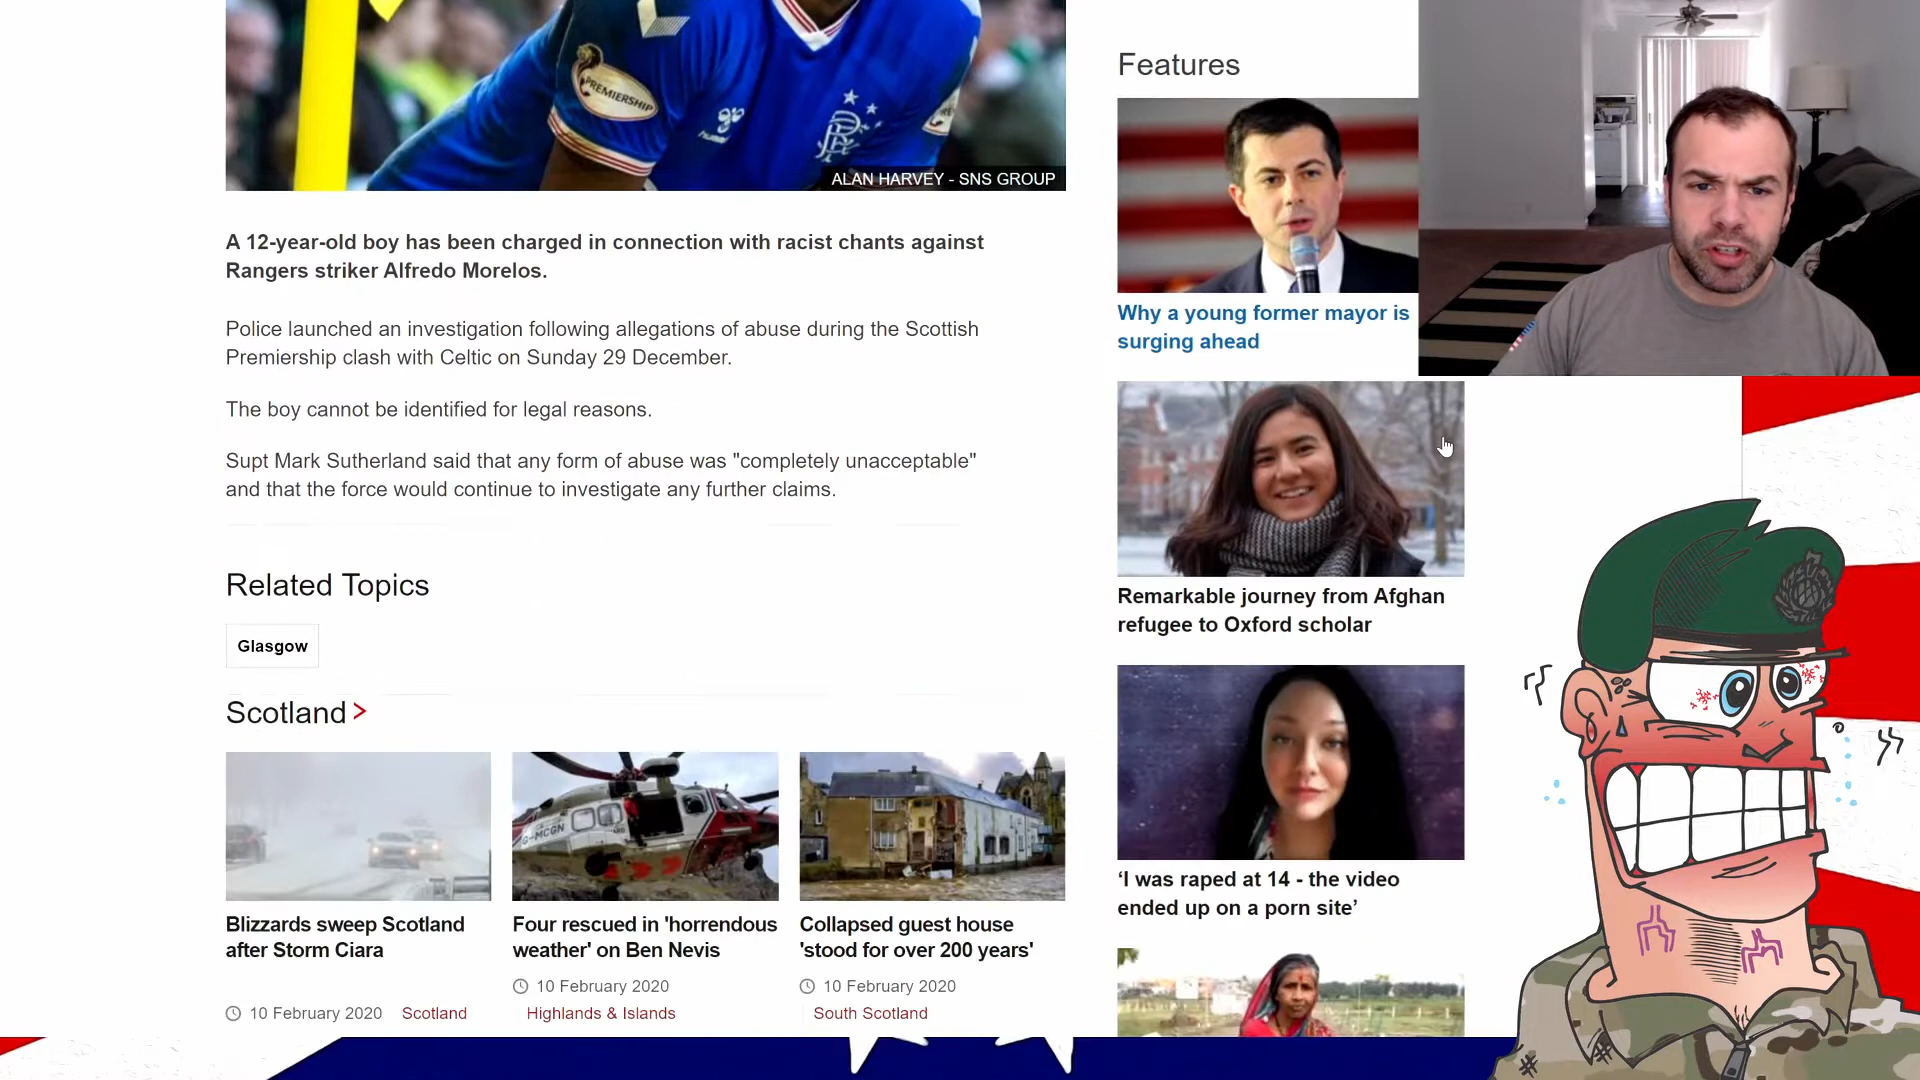 PREMIERSHIP
hummel
ALAN HARVEY - SNS GROUP
A 12-year-old boy has been charged in connection with racist chants against
Rangers striker Alfredo Morelos.
Police launched an investigation following allegations of abuse during the Scottish
Premiership clash with Celtic on Sunday 29 December.
The boy cannot be identified for legal reasons.
Supt Mark Sutherland said that any form of abuse was "completely unacceptable"
and that the force would continue to investigate any further claims.
Related Topics
Glasgow
Scotland
G-MCGN
Blizzards sweep Scotland
after Storm Ciara
10 February 2020 Scotland
Four rescued in 'horrendous
weather' on Ben Nevis
10 February 2020
Highlands & Islands
Collapsed guest house
'stood for over 200 years'
10 February 2020
South Scotland
Features
Why a young former mayor is
surging ahead
Remarkable journey from Afghan
refugee to Oxford scholar
‘I was raped at 14 - the video
ended up on a porn site’